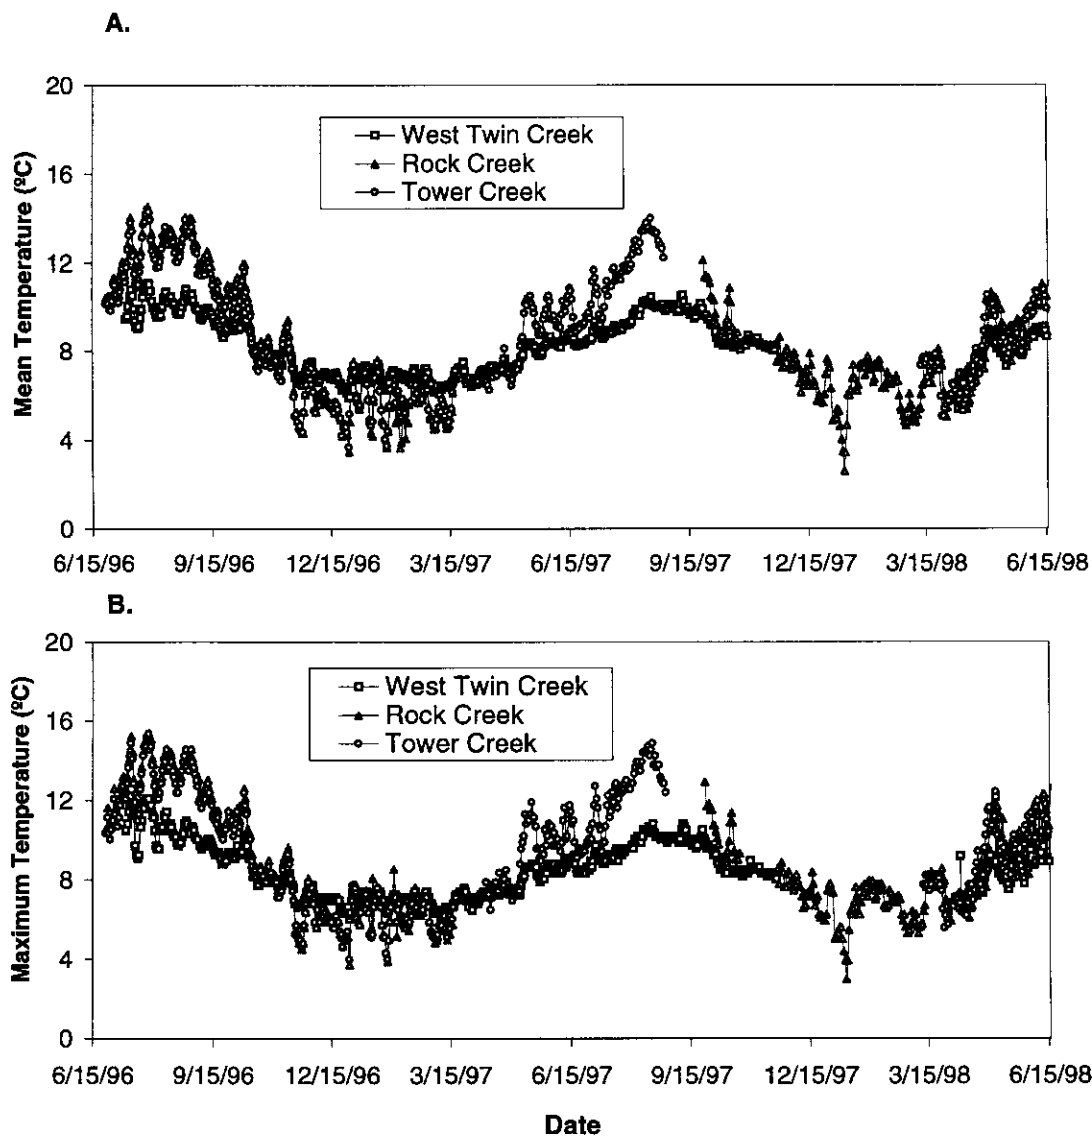 A.
20
16
12
8
4
0
Mean Temperature (ºC)
West Twin Creek
Rock Creek
Tower Creek
6/15/96 9/15/96 12/15/96 3/15/97 6/15/97 9/15/97 12/15/97 3/15/98 6/15/98
B.
20
16
12
8
4
0
Maximum Temperature (ºC)
West Twin Creek
Rock Creek
Tower Creek
6/15/96 9/15/96 12/15/96 3/15/97 6/15/97 9/15/97 12/15/97 3/15/98 6/15/98
Date